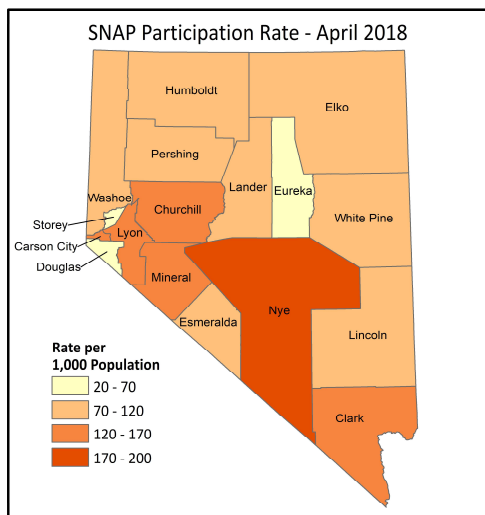 SNAP Participation Rate - April 2018
Humboldt
Elko
Pershing
Lander
Eureka
Washoe
Churchill
White Pine
Storey
Lyon
Carson City
Douglas
Mineral
Nye
Esmeralda
Lincoln
Rate per
1,000 Population
20 - 70
70 - 120
120 - 170
170 - 200
Clark